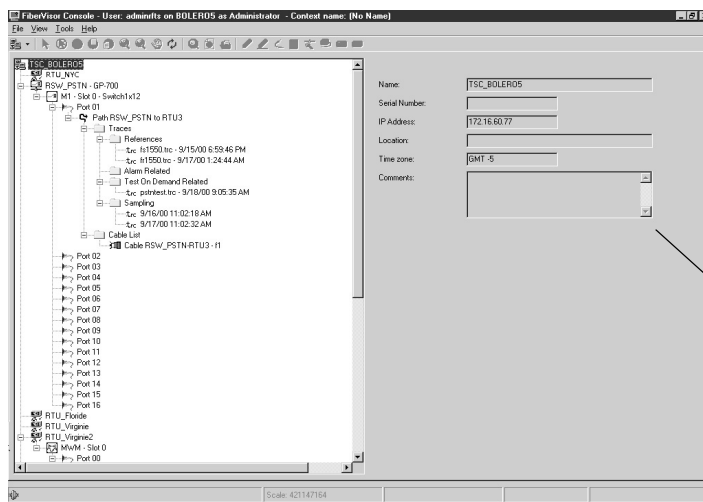 FiberVisor Console - User: adminfts on BOLERO5 as Administrator - Context name: (No Name)
File View Tools Help
TSC_BOLERO5
RTU_NYC
RSW_PSTN - GP-700
M1 - Slot 0 - Switch1x12
Port 01
Path RSW_PSTN to RTU3
Traces
References
trc fs1550.trc - 9/15/00 6:59:46 PM
trc fr1550.trc - 9/17/00 1:24:44 AM
Alarm Related
Test On Demand Related
trc pstntest.trc - 9/18/00 9:05:35 AM
Sampling
trc 9/16/00 11:02:18 AM
trc 9/17/00 11:02:32 AM
Cable List
Cable RSW_PSTN-RTU3 - f1
Port 02
Port 03
Port 04
Port 05
Port 06
Port 07
Port 08
Port 09
Port 10
Port 11
Port 12
Port 13
Port 14
Port 15
Port 16
RTU_Floride
RTU_Virginie
RTU_Virginie2
MWM - Slot 0
Port 00
Name: TSC_BOLERO5
Serial Number:
IP Address: 172.16.60.77
Location:
Time zone: GMT -5
Comments:
Scale: 421147164